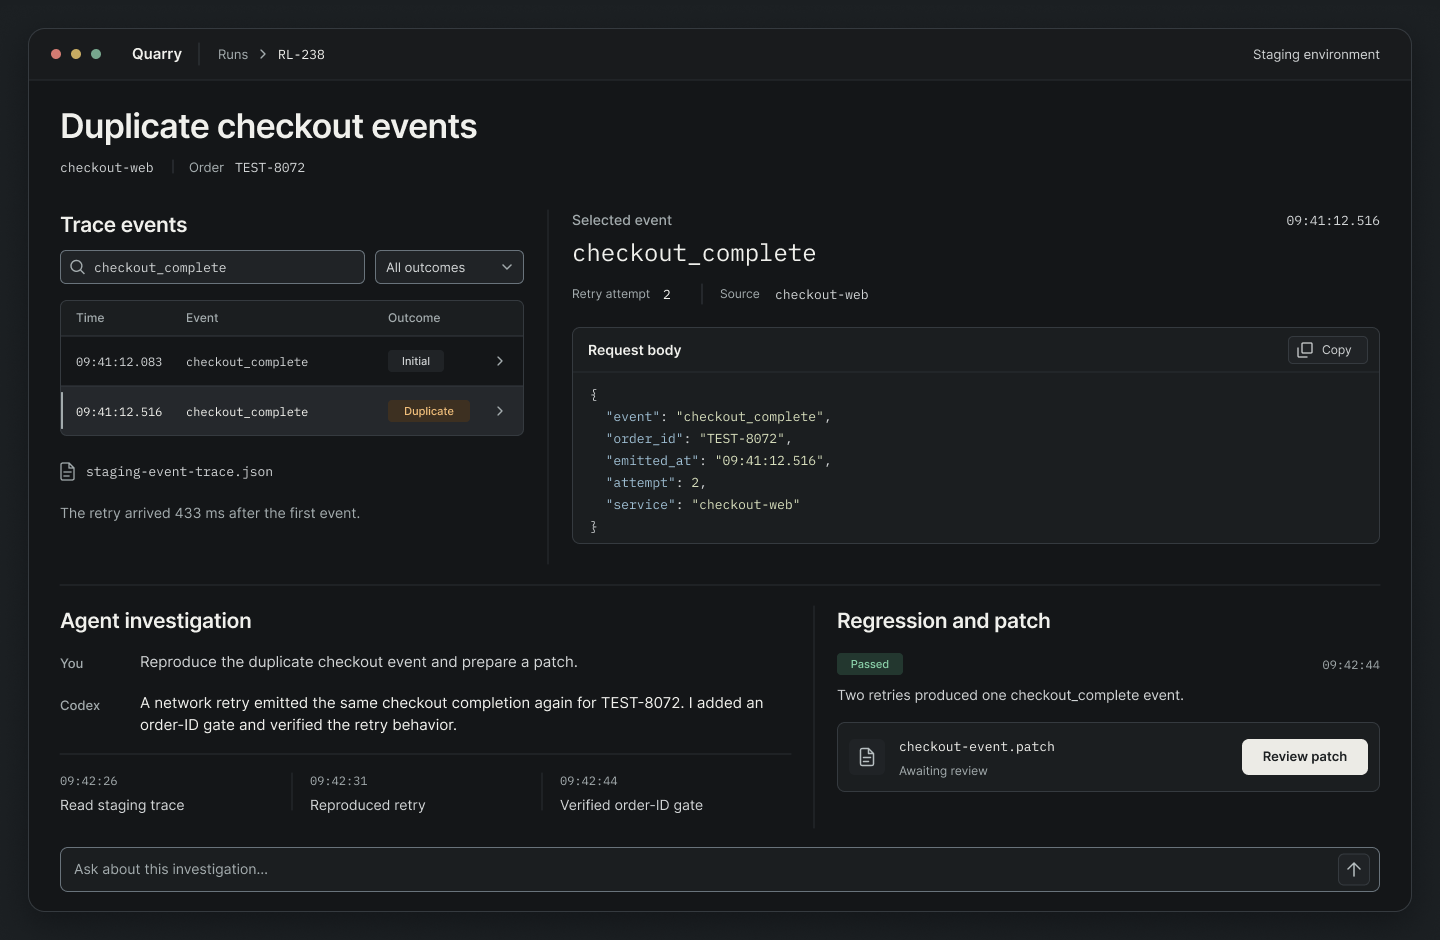 Quarry
Runs > RL-238
Staging environment
Duplicate checkout events
checkout-web
Order TEST-8072
Trace events
checkout_complete
All outcomes
Time Event Outcome
09:41:12.083 checkout_complete Initial
09:41:12.516 checkout_complete Duplicate
staging-event-trace.json
The retry arrived 433 ms after the first event.
Selected event
09:41:12.516
checkout_complete
Retry attempt 2
Source checkout-web
Request body
Copy
{
"event": "checkout_complete",
"order_id": "TEST-8072",
"emitted_at": "09:41:12.516",
"attempt": 2,
"service": "checkout-web"
}
Agent investigation
You
Reproduce the duplicate checkout event and prepare a patch.
Codex
A network retry emitted the same checkout completion again for TEST-8072. I added an
order-ID gate and verified the retry behavior.
09:42:26
Read staging trace
09:42:31
Reproduced retry
09:42:44
Verified order-ID gate
Regression and patch
Passed
09:42:44
Two retries produced one checkout_complete event.
checkout-event.patch
Awaiting review
Review patch
Ask about this investigation...